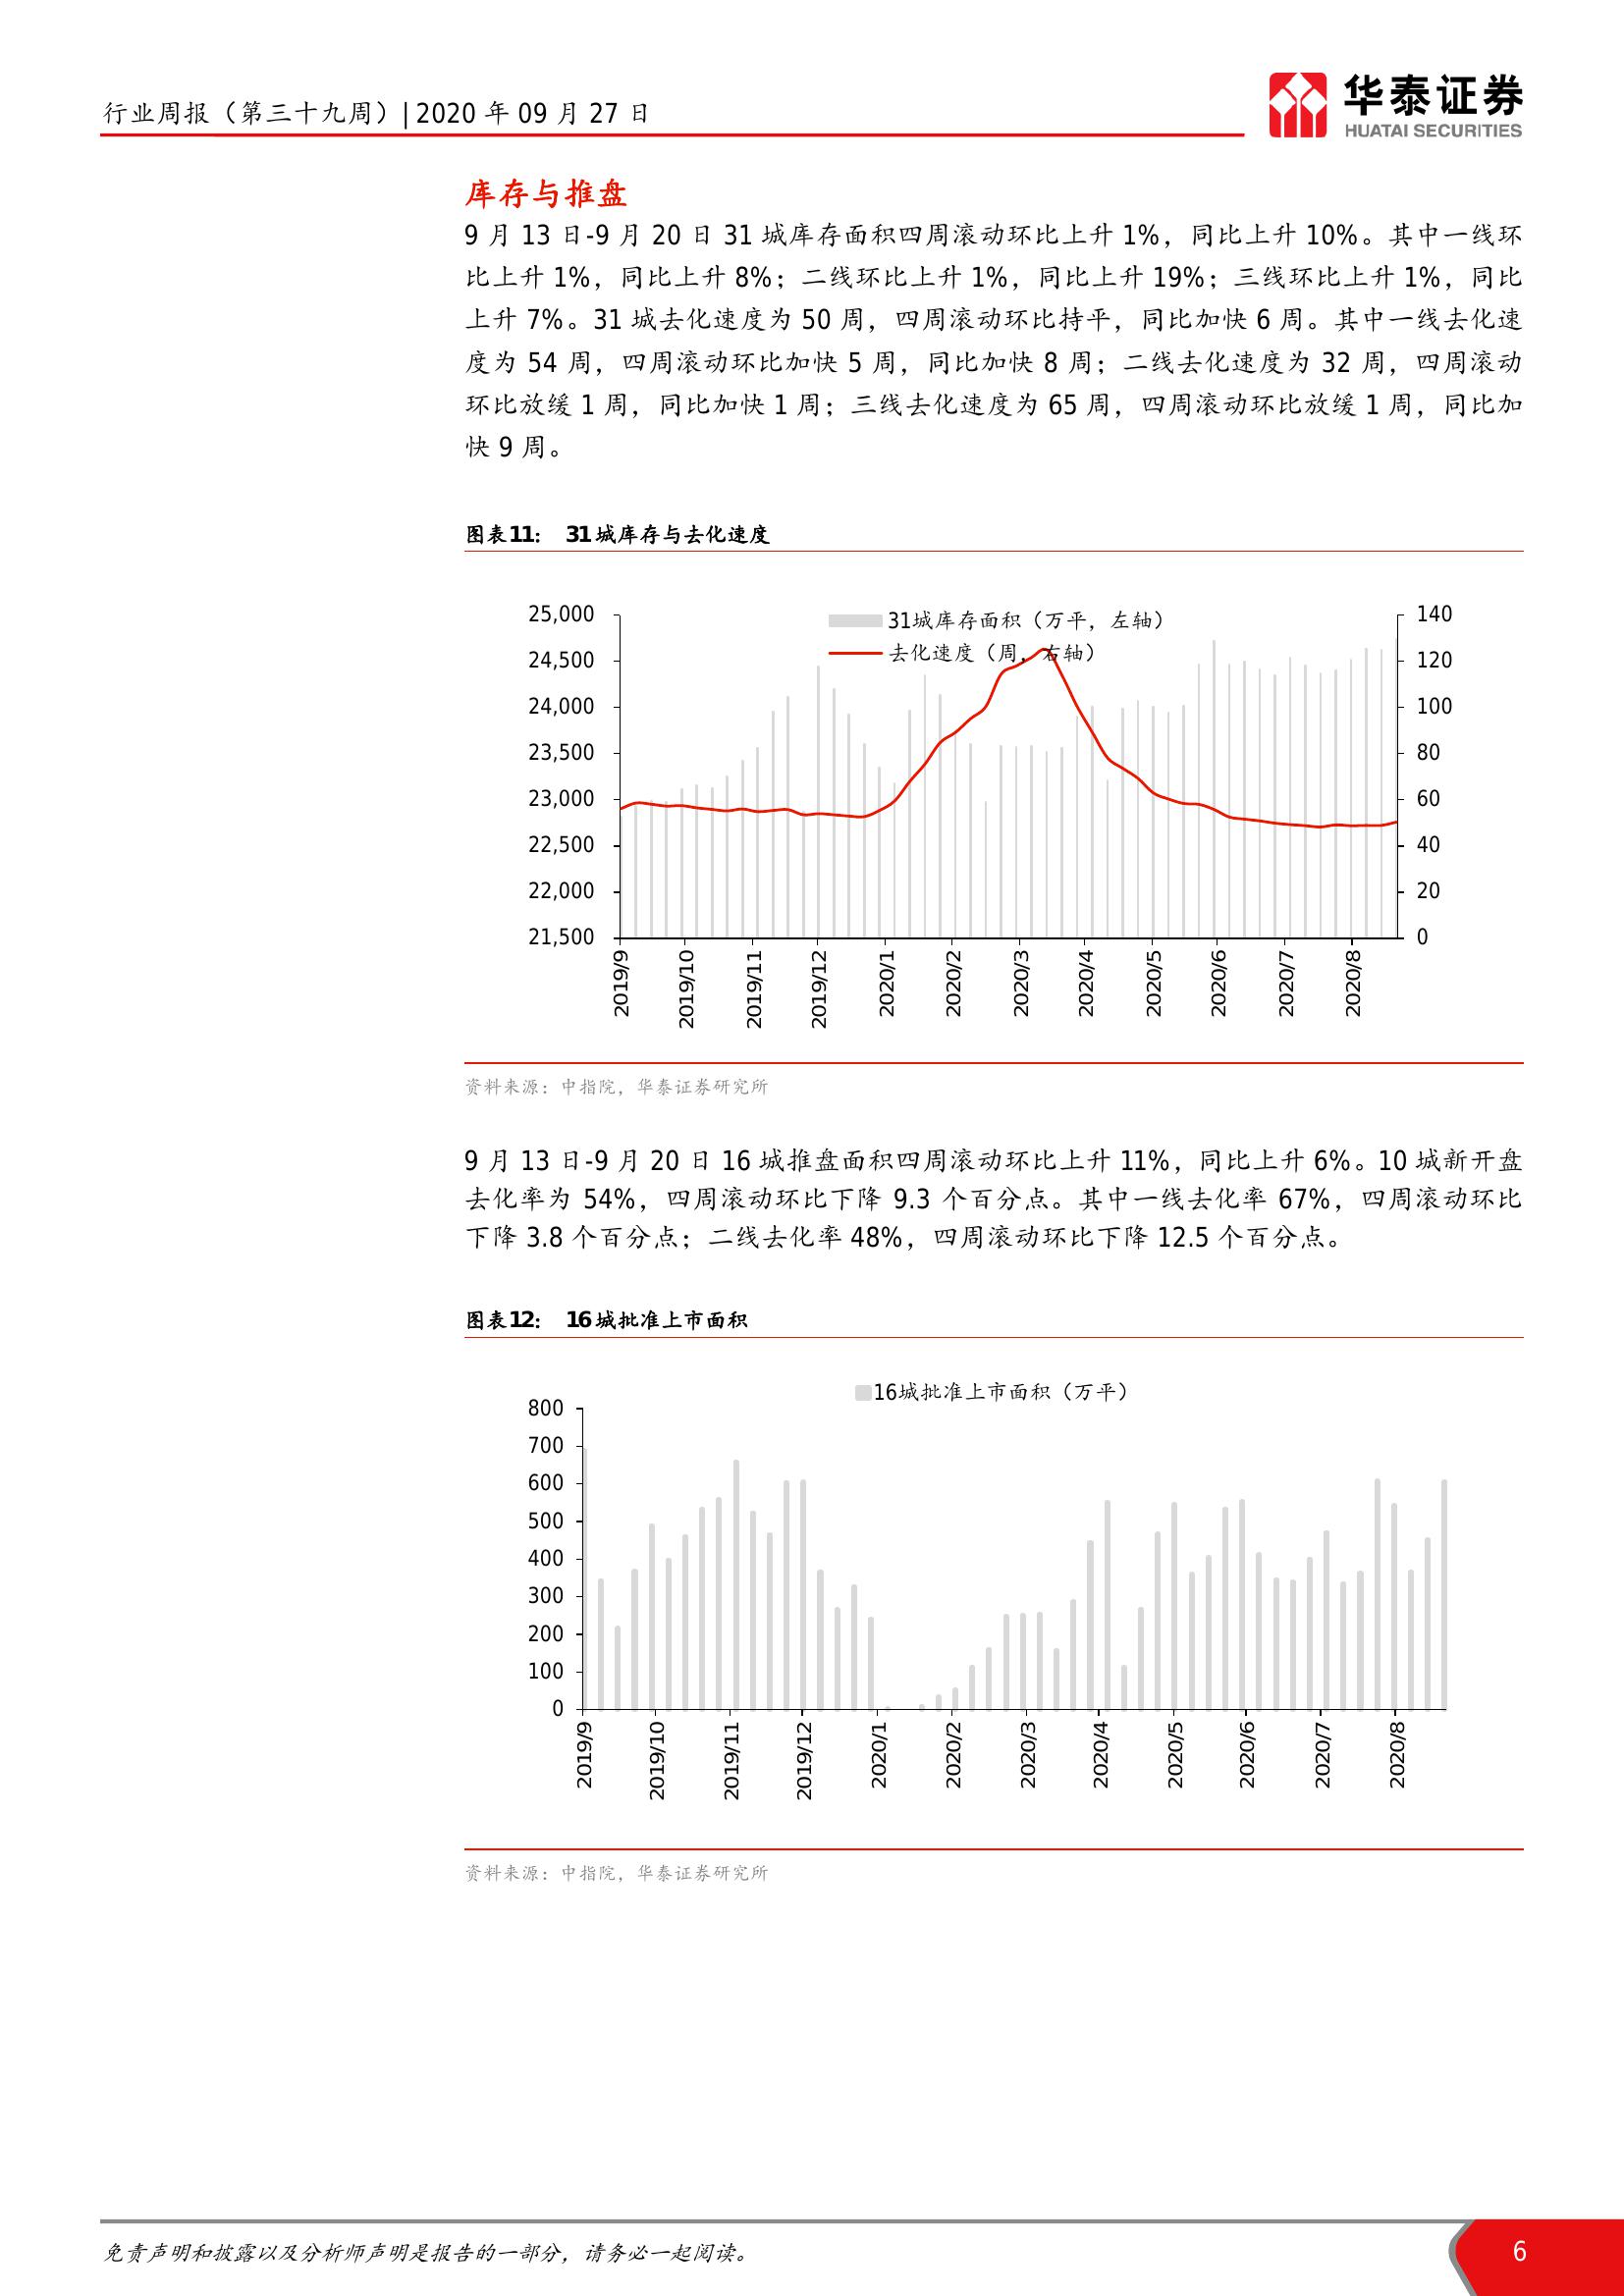 行业周报（第三十九周）| 2020 年 09 月 27 日
华泰证券
HUATAI SECURITIES
库存与推盘
9 月 13 日-9 月 20 日 31 城库存面积四周滚动环比上升 1%，同比上升 10%。其中一线环
比上升 1%，同比上升 8%；二线环比上升 1%，同比上升 19%；三线环比上升 1%，同比
上升 7%。31 城去化速度为 50 周，四周滚动环比持平，同比加快 6 周。其中一线去化速
度为 54 周，四周滚动环比加快 5 周，同比加快 8 周；二线去化速度为 32 周，四周滚动
环比放缓 1 周，同比加快 1 周；三线去化速度为 65 周，四周滚动环比放缓 1 周，同比加
快 9 周。
图表11： 31 城库存与去化速度
31城库存面积（万平，左轴）
去化速度（周，右轴）
25,000
24,500
24,000
23,500
23,000
22,500
22,000
21,500
140
120
100
80
60
40
20
0
2019/9
2019/10
2019/11
2019/12
2020/1
2020/2
2020/3
2020/4
2020/5
2020/6
2020/7
2020/8
资料来源：中指院，华泰证券研究所
9 月 13 日-9 月 20 日 16 城推盘面积四周滚动环比上升 11%，同比上升 6%。10 城新开盘
去化率为 54%，四周滚动环比下降 9.3 个百分点。其中一线去化率 67%，四周滚动环比
下降 3.8 个百分点；二线去化率 48%，四周滚动环比下降 12.5 个百分点。
图表12： 16 城批准上市面积
16城批准上市面积（万平）
800
700
600
500
400
300
200
100
0
2019/9
2019/10
2019/11
2019/12
2020/1
2020/2
2020/3
2020/4
2020/5
2020/6
2020/7
2020/8
资料来源：中指院，华泰证券研究所
免责声明和披露以及分析师声明是报告的一部分，请务必一起阅读。
6